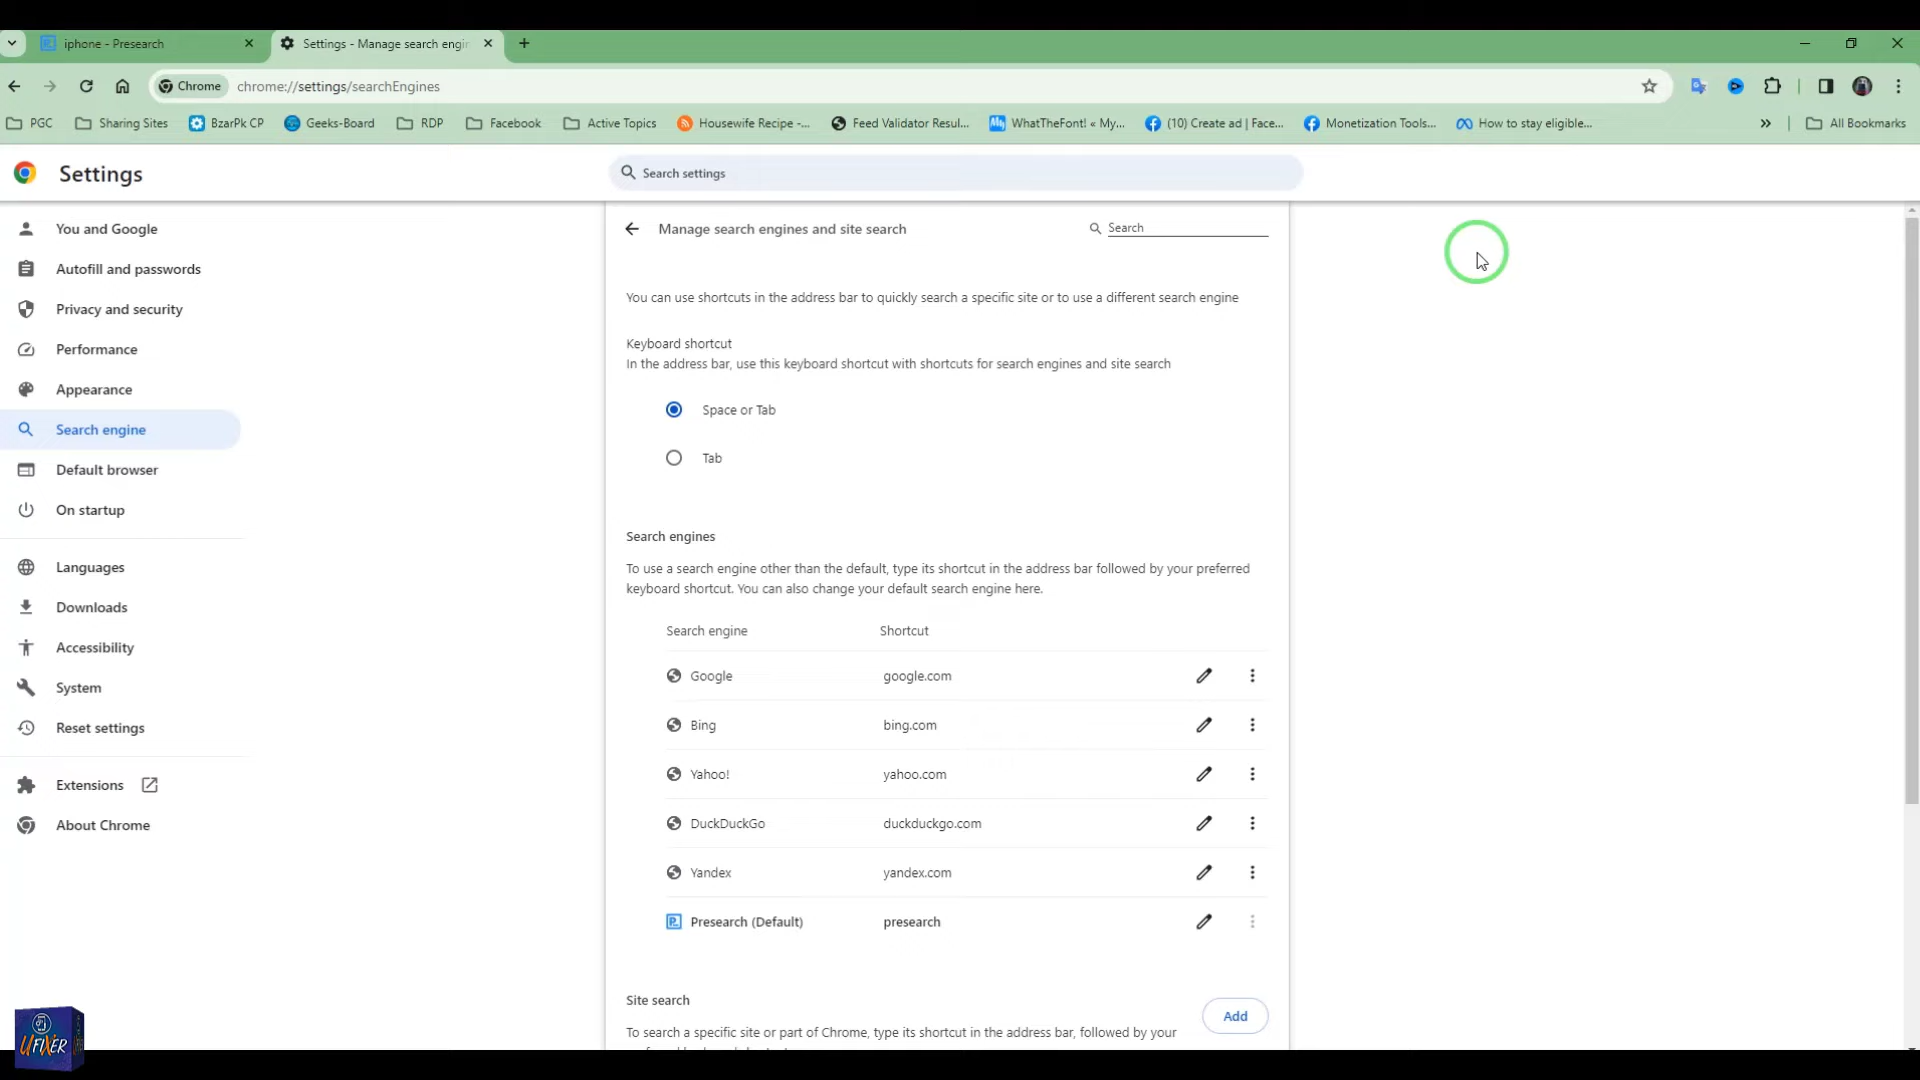 iphone - Presearch
Settings - Manage search engin
Chrome
chrome://settings/searchEngines
PGC
Sharing Sites
BzarPk CP
Geeks-Board
RDP
Facebook
Active Topics
Housewife Recipe -...
Feed Validator Resul...
WhatTheFont! « My...
(10) Create ad | Face...
Monetization Tools...
How to stay eligible...
»
All Bookmarks
Settings
Search settings
You and Google
Autofill and passwords
Privacy and security
Performance
Appearance
Search engine
Default browser
On startup
Languages
Downloads
Accessibility
System
Reset settings
Extensions
About Chrome
Manage search engines and site search
Search
You can use shortcuts in the address bar to quickly search a specific site or to use a different search engine
Keyboard shortcut
In the address bar, use this keyboard shortcut with shortcuts for search engines and site search
Space or Tab
Tab
Search engines
To use a search engine other than the default, type its shortcut in the address bar followed by your preferred
keyboard shortcut. You can also change your default search engine here.
Search engine Shortcut
Google google.com
Bing bing.com
Yahoo! yahoo.com
DuckDuckGo duckduckgo.com
Yandex yandex.com
Presearch (Default) presearch
Site search
Add
To search a specific site or part of Chrome, type its shortcut in the address bar, followed by your
UFIXER